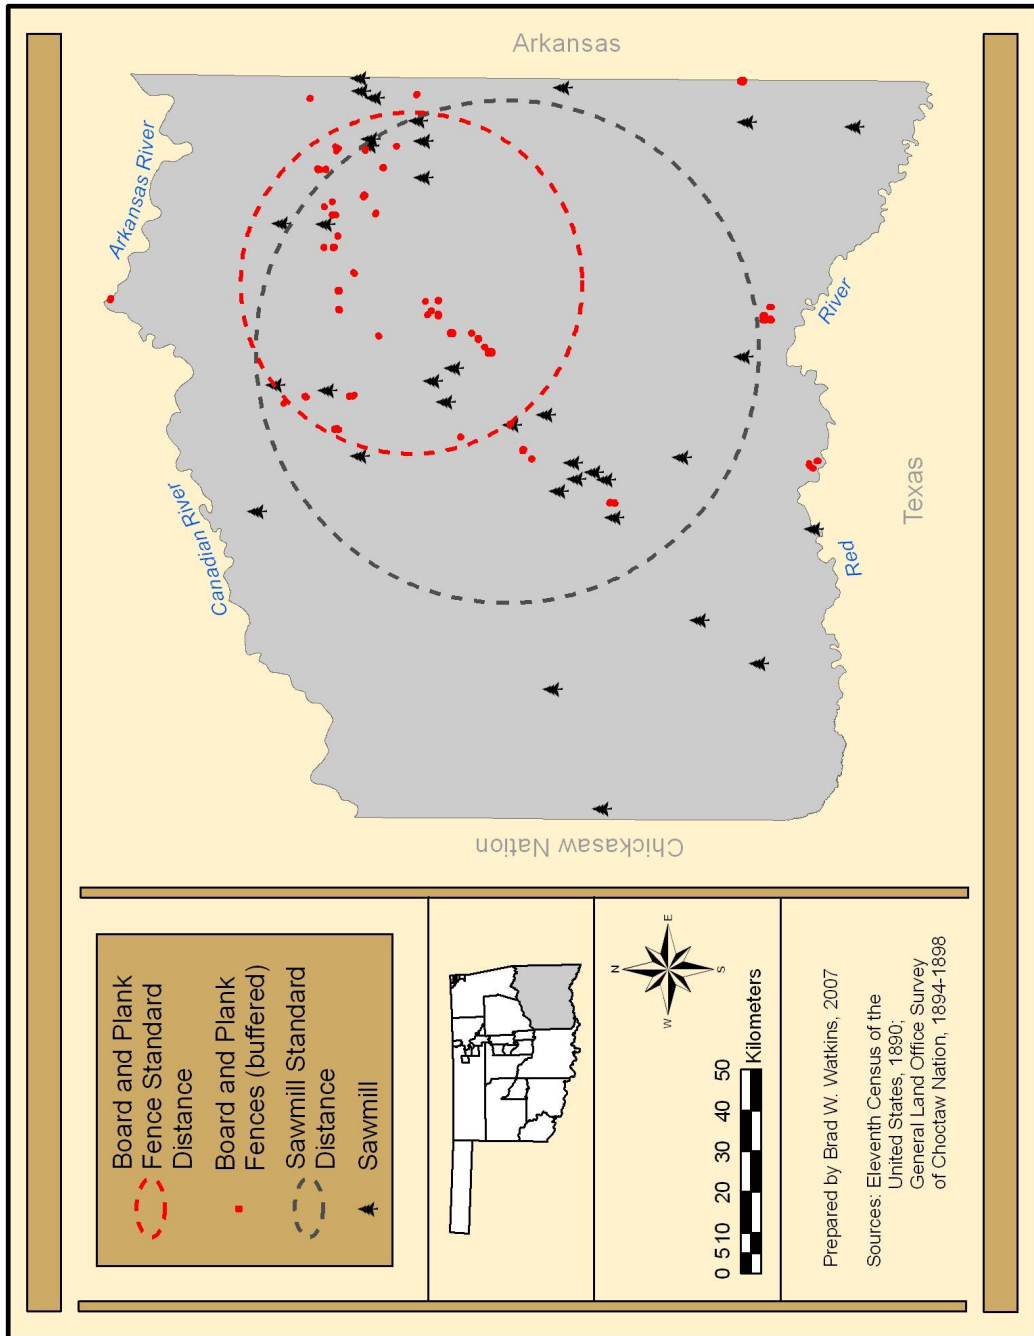 Arkansas
Arkansas River
Canadian River
River
Red
Texas
Chickasaw Nation
Board and Plank
Fence Standard
Distance
Board and Plank
Fences (buffered)
Sawmill Standard
Distance
Sawmill
N
E
S
W
0 5 10 20 30 40 50
Kilometers
Prepared by Brad W. Watkins, 2007
Sources: Eleventh Census of the
United States, 1890;
General Land Office Survey
of Choctaw Nation, 1894-1898